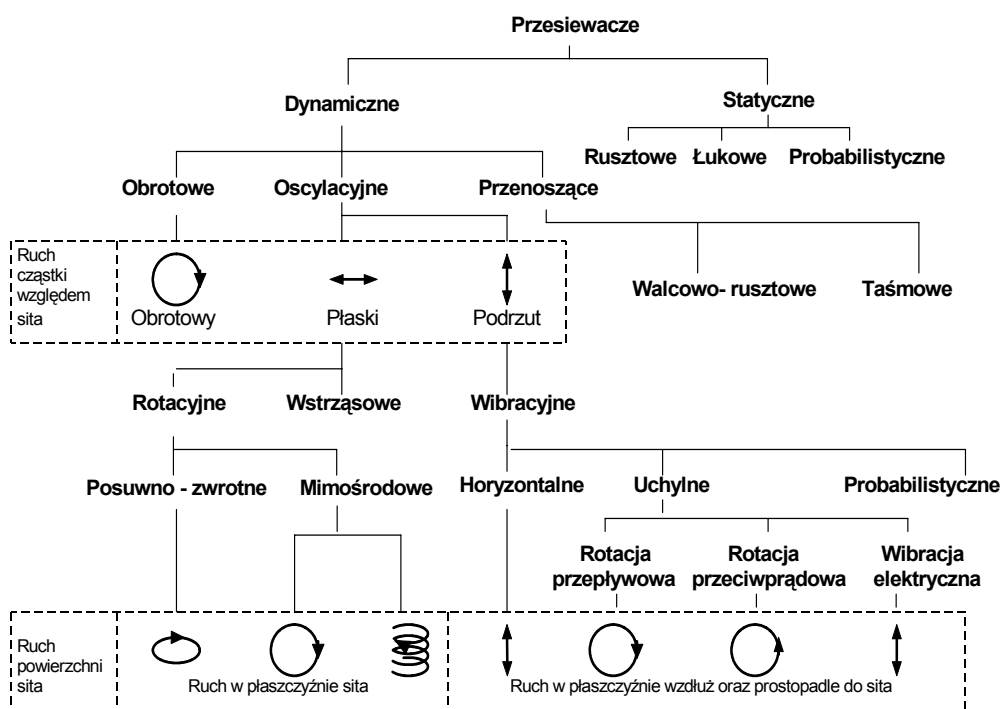 Przesiewacze
Dynamiczne
Statyczne
Rusztowe
Łukowe
Probabilistyczne
Obrotowe
Oscylacyjne
Przenoszące
Ruch
cząstki
względem
sita
Obrotowy
Płaski
Podrzut
Walcowo- rusztowe
Taśmowe
Rotacyjne
Wstrząsowe
Wibracyjne
Posuwno - zwrotne
Mimośrodowe
Horyzontalne
Uchylne
Probabilistyczne
Rotacja
przepływowa
Rotacja
przeciwprądowa
Wibracja
elektryczna
Ruch
powierzchni
sita
Ruch w płaszczyźnie sita
Ruch w płaszczyźnie wzdłuż oraz prostopadle do sita